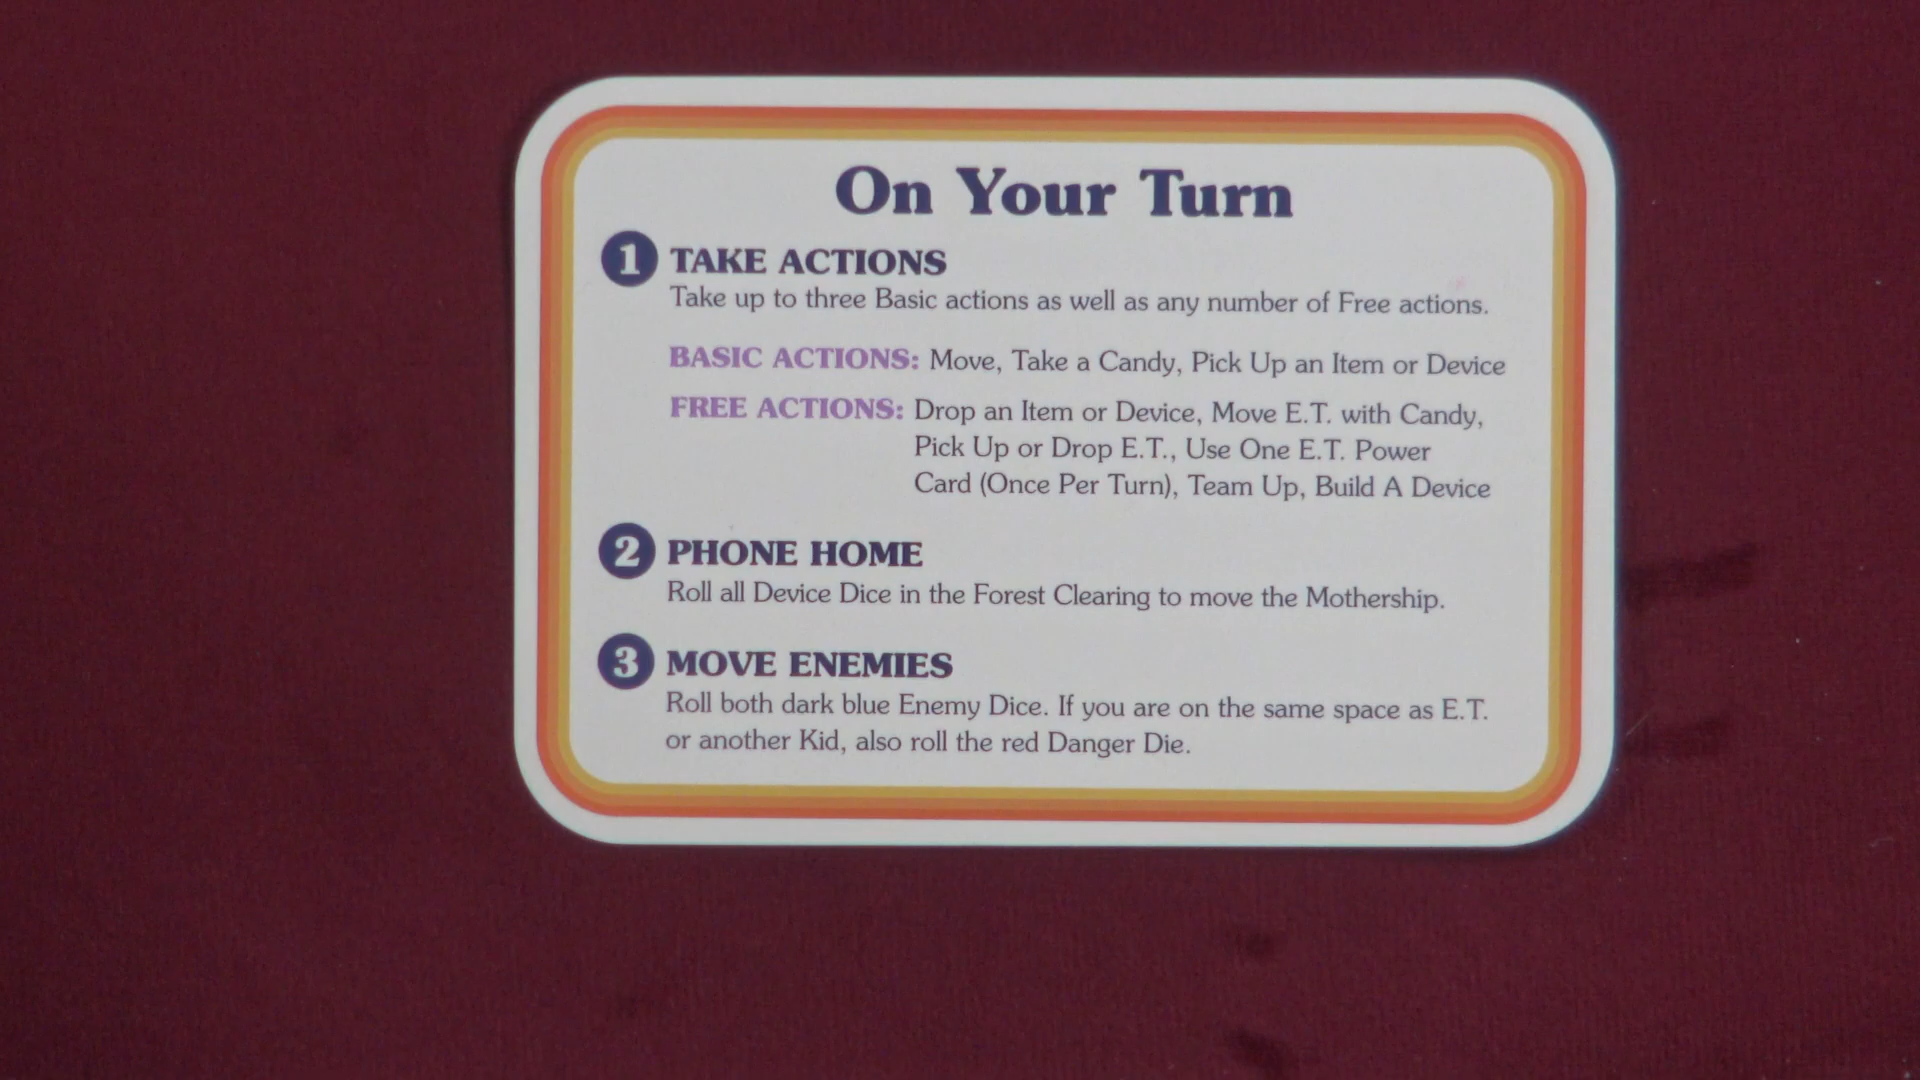 On Your Turn
1 TAKE ACTIONS
Take up to three Basic actions as well as any number of Free actions.
BASIC ACTIONS: Move, Take a Candy, Pick Up an Item or Device
FREE ACTIONS: Drop an Item or Device, Move E.T. with Candy,
Pick Up or Drop E.T., Use One E.T. Power
Card (Once Per Turn), Team Up, Build A Device
2 PHONE HOME
Roll all Device Dice in the Forest Clearing to move the Mothership.
3 MOVE ENEMIES
Roll both dark blue Enemy Dice. If you are on the same space as E.T.
or another Kid, also roll the red Danger Die.